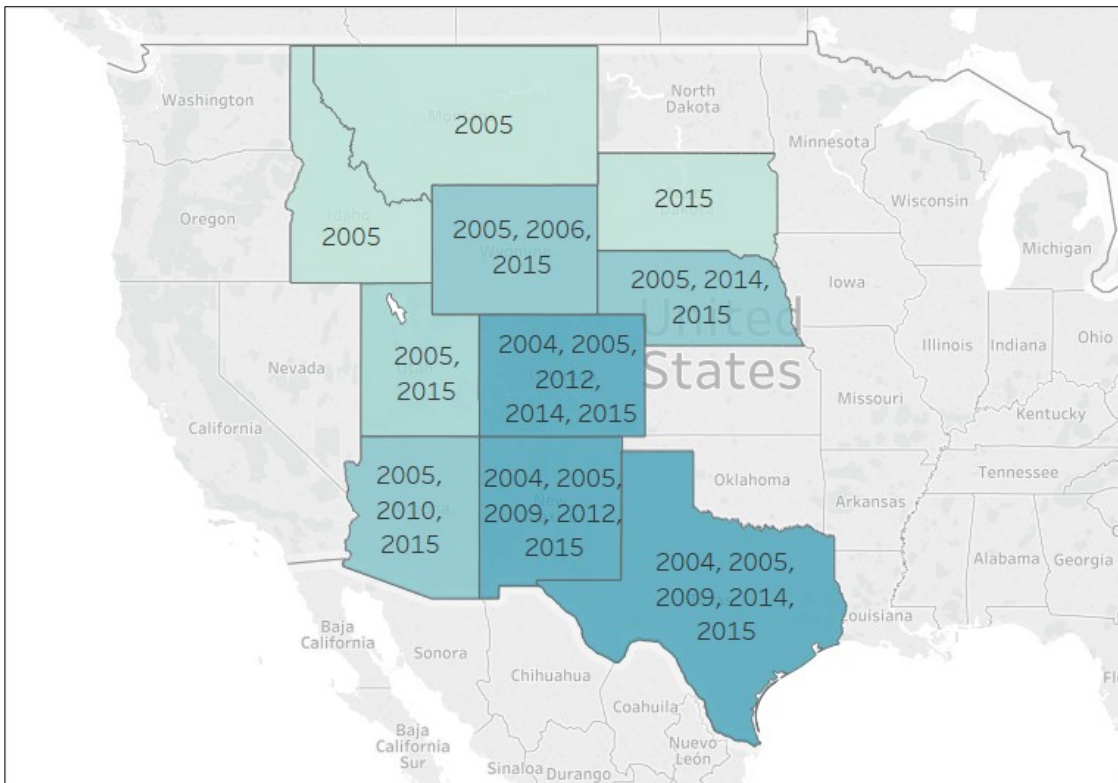 North
Dakota
Washington
2005
Minnesota
2015
Wisconsin
Oregon
Idaho
2005
2005, 2006,
2015
Michigan
2005, 2014,
2015
Iowa
United
States
Nevada
2005,
2015
2004, 2005,
2012,
2014, 2015
Illinois
Indiana
Ohio
Missouri
California
Kentucky
2005,
2010,
2015
2004, 2005,
2009, 2012,
2015
Oklahoma
Tennessee
Arkansas
2004, 2005,
2009, 2014,
2015
Alabama
Georgia
Louisiana
Baja
California
Sonora
Chihuahua
Coahuila
Baja
California
Sur
Nuevo
León
Sinaloa
Durango